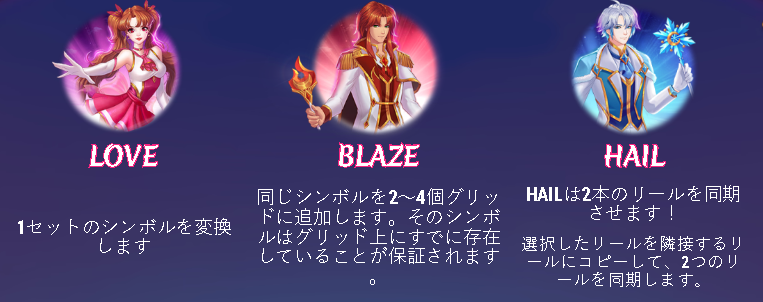 LOVE
1セットのシンボルを変換
します
BLAZE
同じシンボルを2～4個グリッ
ドに追加します。そのシンボ
ルはグリッド上にすでに存在
していることが保証されます
。
HAIL
HAILは2本のリールを同期
させます！
選択したリールを隣接するリ
ールにコピーして、2つのリ
ールを同期します。